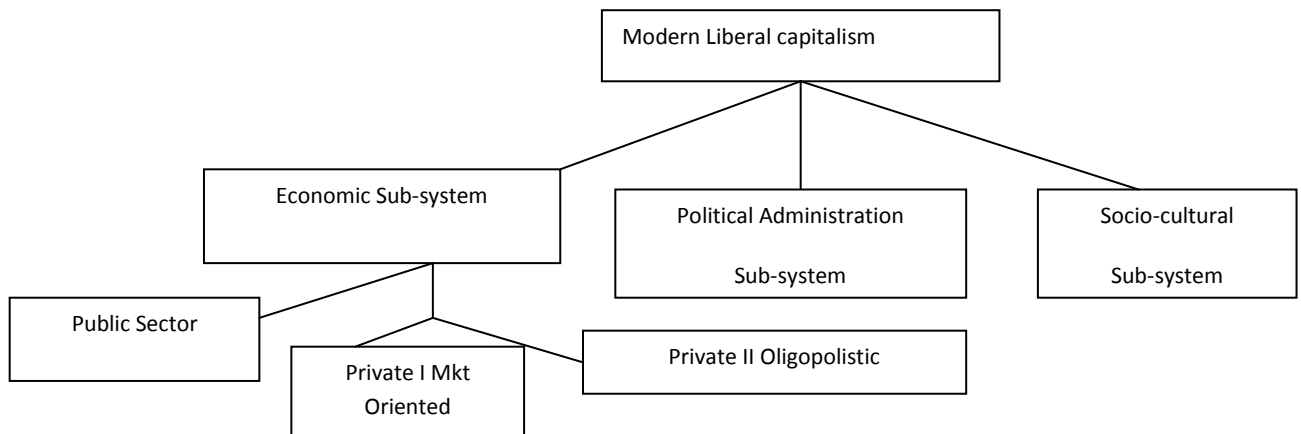 Modern Liberal capitalism
Economic Sub-system
Political Administration
Sub-system
Socio-cultural
Sub-system
Public Sector
Private I Mkt
Oriented
Private II Oligopolistic